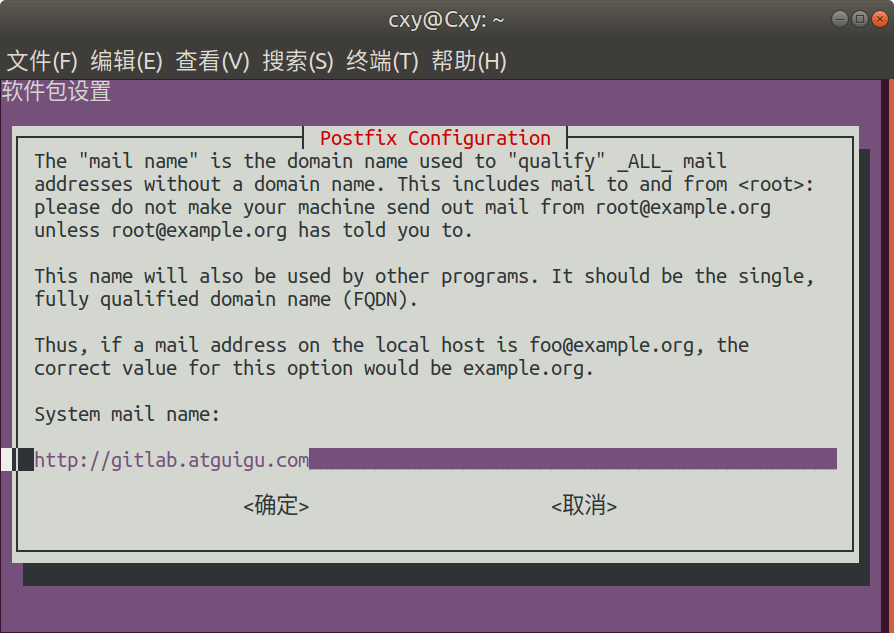 cxy@Cxy: ~
文件(F) 编辑(E) 查看(V) 搜索(S) 终端(T) 帮助(H)
软件包设置
Postfix Configuration
The "mail name" is the domain name used to "qualify" _ALL_ mail
addresses without a domain name. This includes mail to and from <root>:
please do not make your machine send out mail from root@example.org
unless root@example.org has told you to.
This name will also be used by other programs. It should be the single,
fully qualified domain name (FQDN).
Thus, if a mail address on the local host is foo@example.org, the
correct value for this option would be example.org.
System mail name:
http://gitlab.atguigu.com
<确定> <取消>